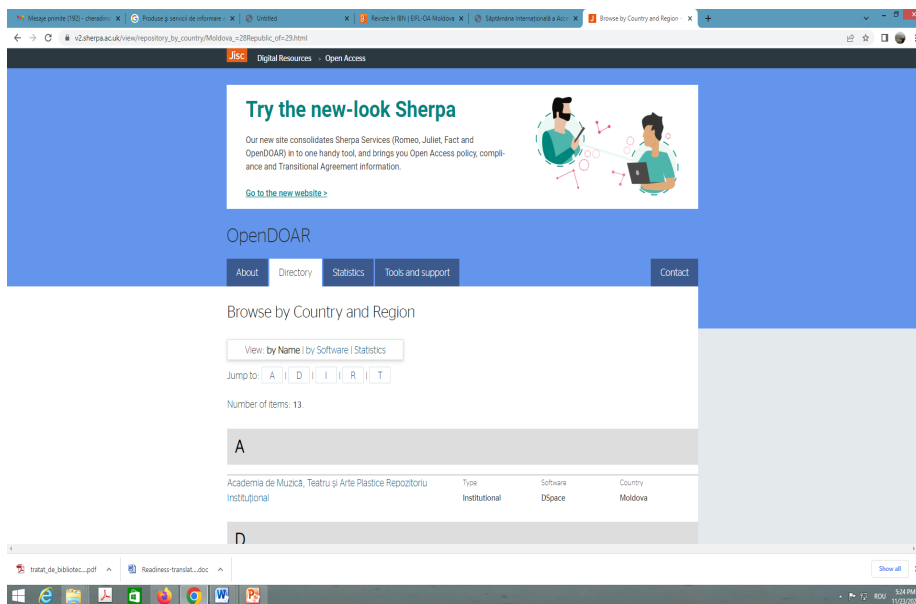 Mesaje primite (192) - cheradinc
Produse și servicii de informare
Untitled
Reviste în IBN | EIFL-OA Moldova
Săptămâna Internațională a Acce
Browse by Country and Region -
v2.sherpa.ac.uk/view/repository_by_country/Moldova_=28Republic_of=29.html
Jisc Digital Resources > Open Access
Try the new-look Sherpa
Our new site consolidates Sherpa Services (Romeo, Juliet, Fact and
OpenDOAR) in to one handy tool, and brings you Open Access policy, compli-
ance and Transitional Agreement information.
Go to the new website >
OpenDOAR
About Directory Statistics Tools and support Contact
Browse by Country and Region
View: by Name | by Software | Statistics
Jump to: A | D | I | R | T
Number of items: 13.
A
Academia de Muzică, Teatru și Arte Plastice Repozitoriu
Instituțional
Type Software Country
Institutional DSpace Moldova
D
tratat_de_bibliotec....pdf
Readiness-translat....doc
Show all
ROU
5:24 PM